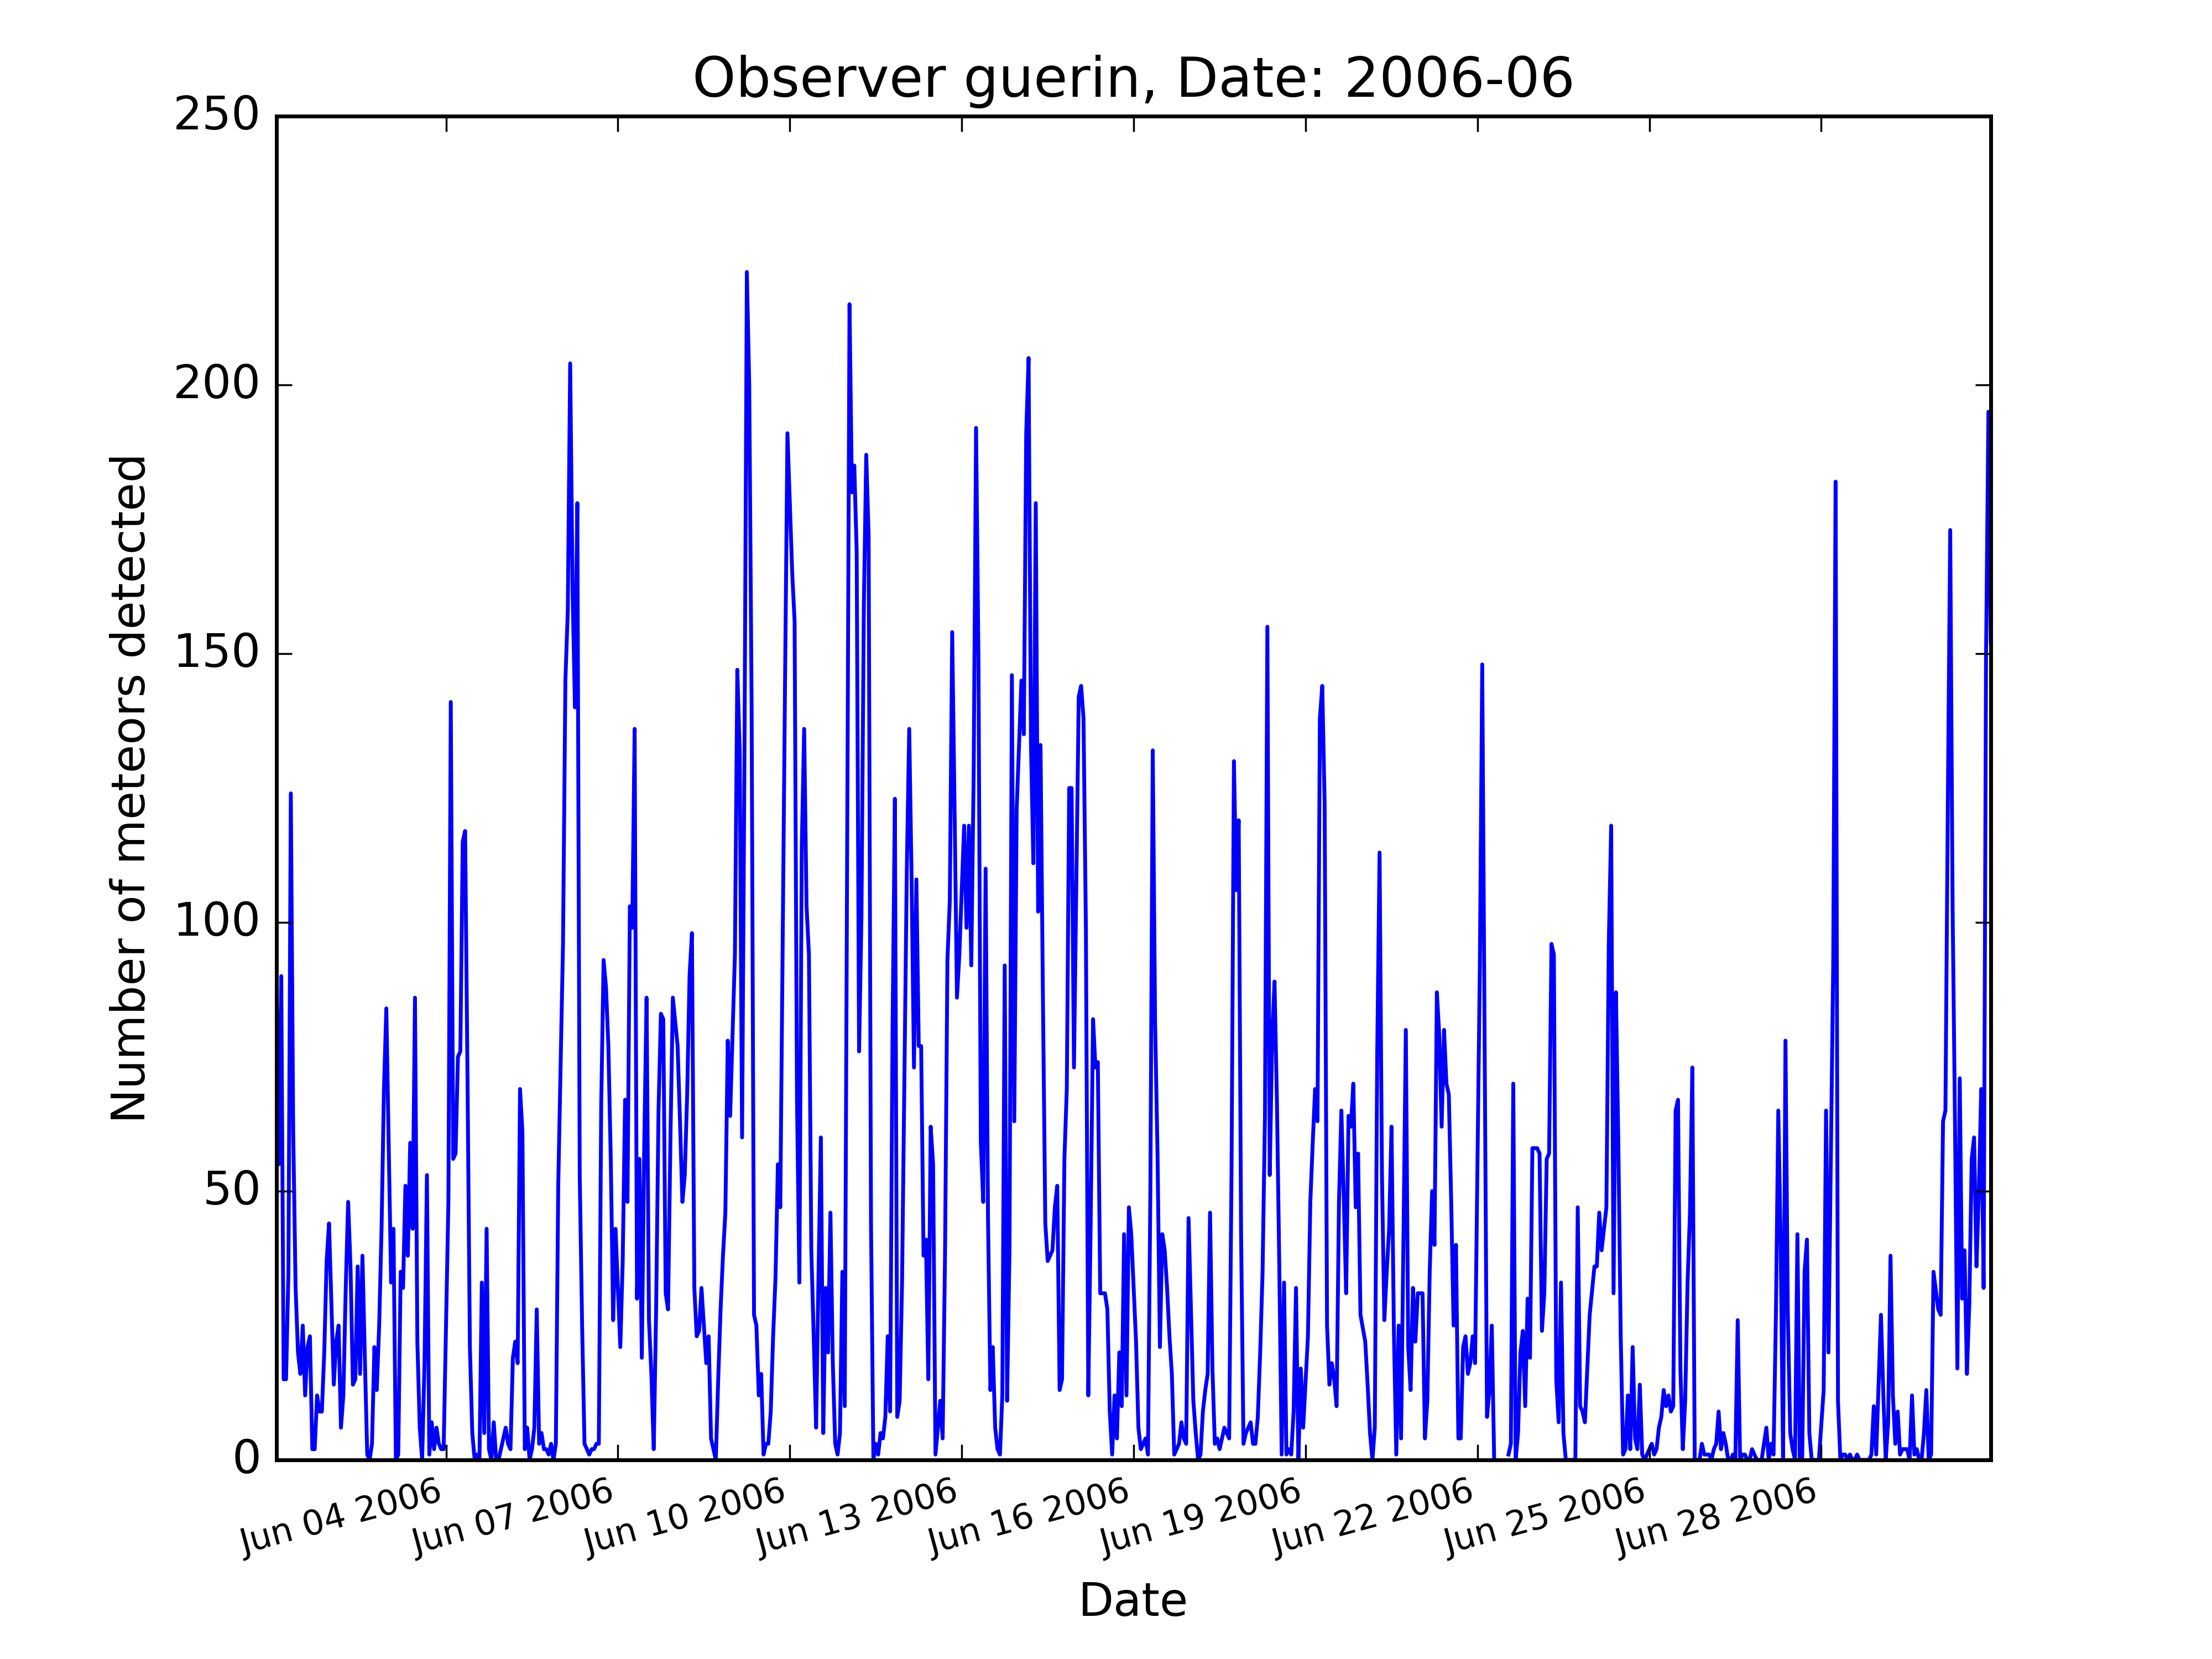 Observer guerin, Date: 2006-06
250
200
150
100
50
0
Number of meteors detected
Jun 04 2006
Jun 07 2006
Jun 10 2006
Jun 13 2006
Jun 16 2006
Jun 19 2006
Jun 22 2006
Jun 25 2006
Jun 28 2006
Date